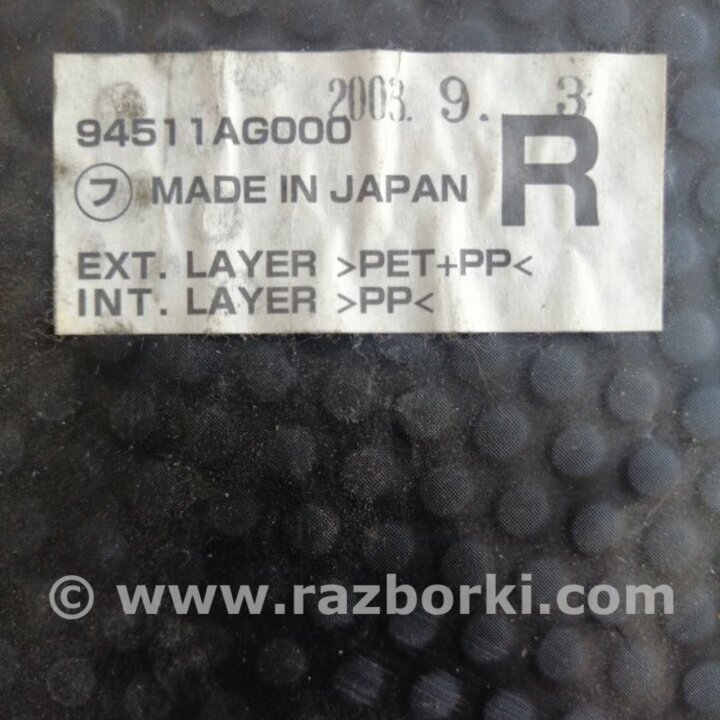 2003. 9. 3
94511AG000
フ MADE IN JAPAN R
EXT. LAYER >PET+PP<
INT. LAYER >PP<
© www.razborki.com